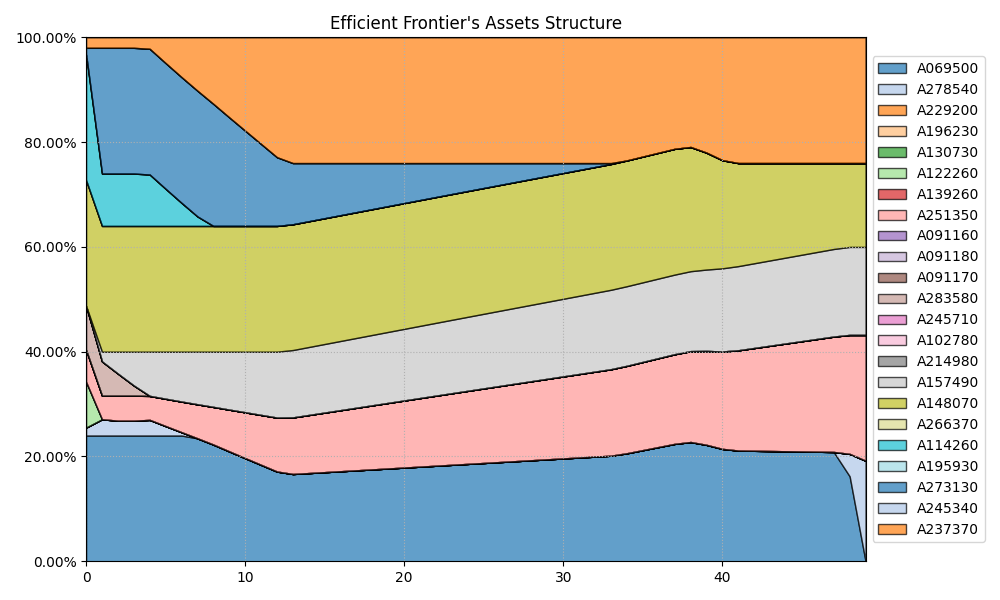 Efficient Frontier's Assets Structure
100.00%
80.00%
60.00%
40.00%
20.00%
0.00%
0
10
20
30
40
A069500
A278540
A229200
A196230
A130730
A122260
A139260
A251350
A091160
A091180
A091170
A283580
A245710
A102780
A214980
A157490
A148070
A266370
A114260
A195930
A273130
A245340
A237370